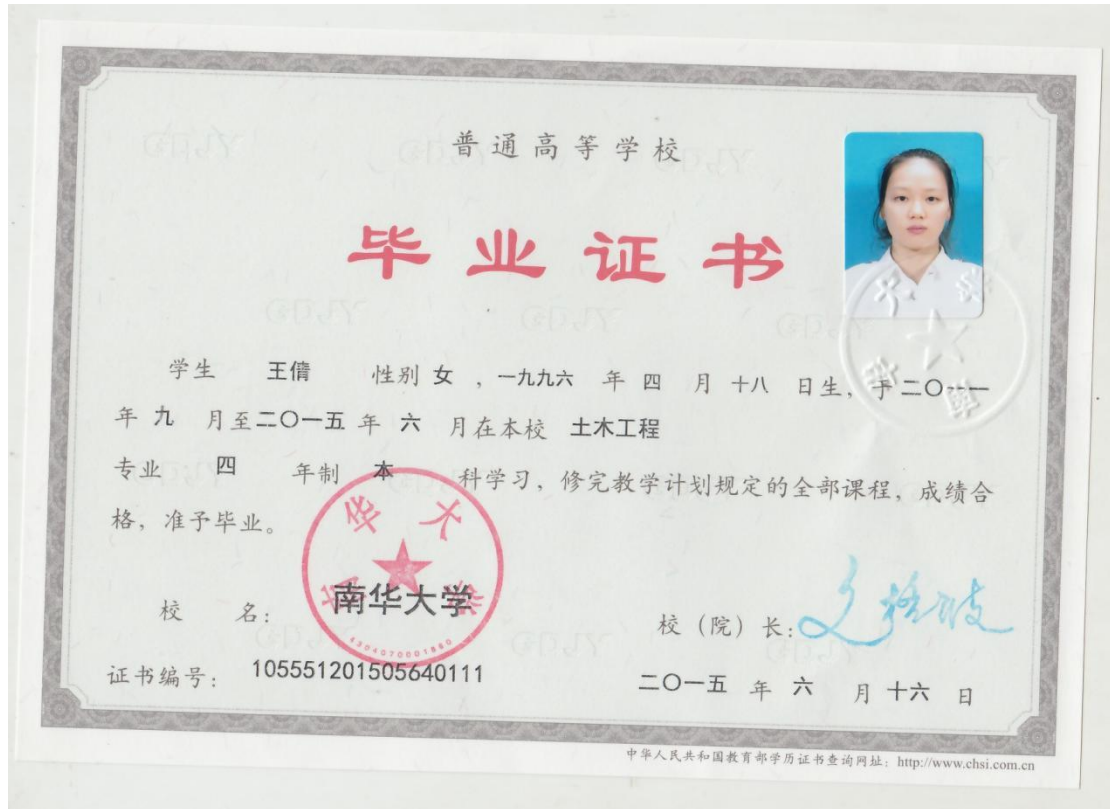 普通高等学校
毕业证书
学生 王倩 性别 女 ，一九九六 年 四 月 十八 日生，于二〇一一
年 九 月至二〇一五 年 六 月在本校 土木工程
专业 四 年制 本 科学习，修完教学计划规定的全部课程，成绩合
格，准予毕业。
南华大学
4304070001880
校 名： 南华大学
校（院）长：
证书编号： 105551201505640111
二〇一五 年 六 月 十六 日
中华人民共和国教育部学历证书查询网址：http://www.chsi.com.cn